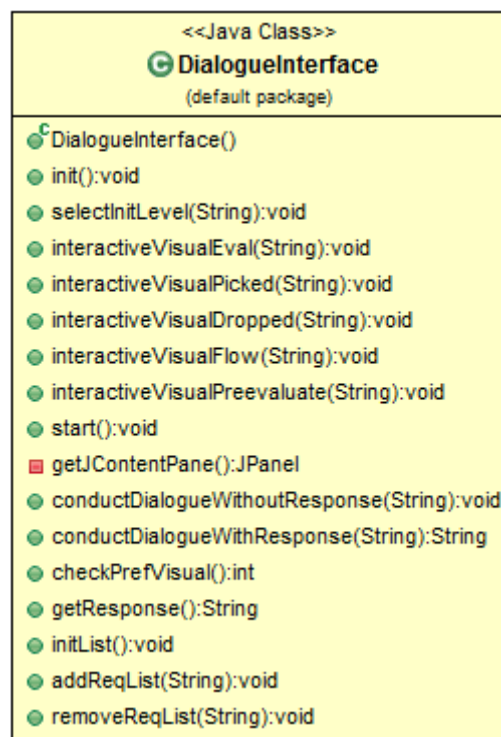 <<Java Class>>
C DialogueInterface
(default package)
C DialogueInterface()
init():void
selectInitLevel(String):void
interactiveVisualEval(String):void
interactiveVisualPicked(String):void
interactiveVisualDropped(String):void
interactiveVisualFlow(String):void
interactiveVisualPreevaluate(String):void
start():void
getJContentPane():JPanel
conductDialogueWithoutResponse(String):void
conductDialogueWithResponse(String):String
checkPrefVisual():int
getResponse():String
initList():void
addReqList(String):void
removeReqList(String):void